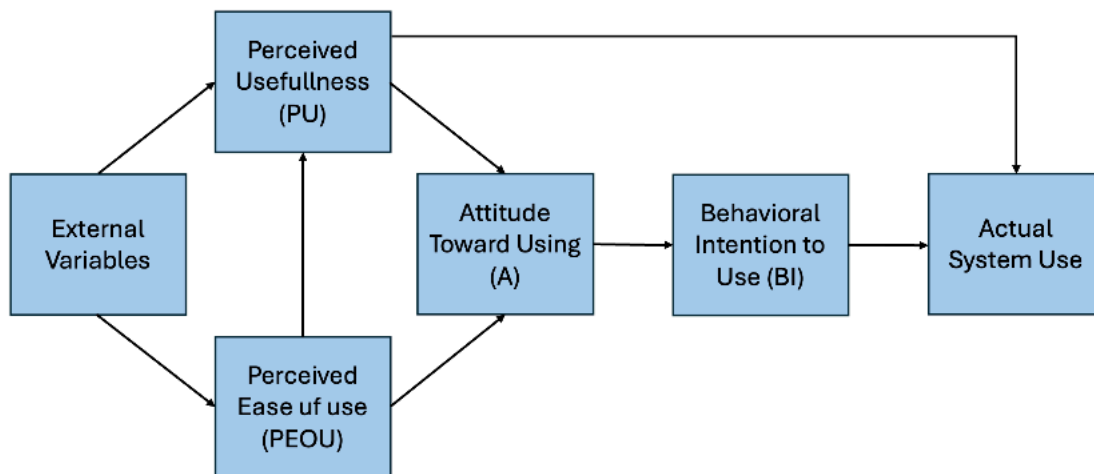 Perceived
Usefullness
(PU)
External
Variables
Attitude
Toward Using
(A)
Behavioral
Intention to
Use (BI)
Actual
System Use
Perceived
Ease uf use
(PEOU)